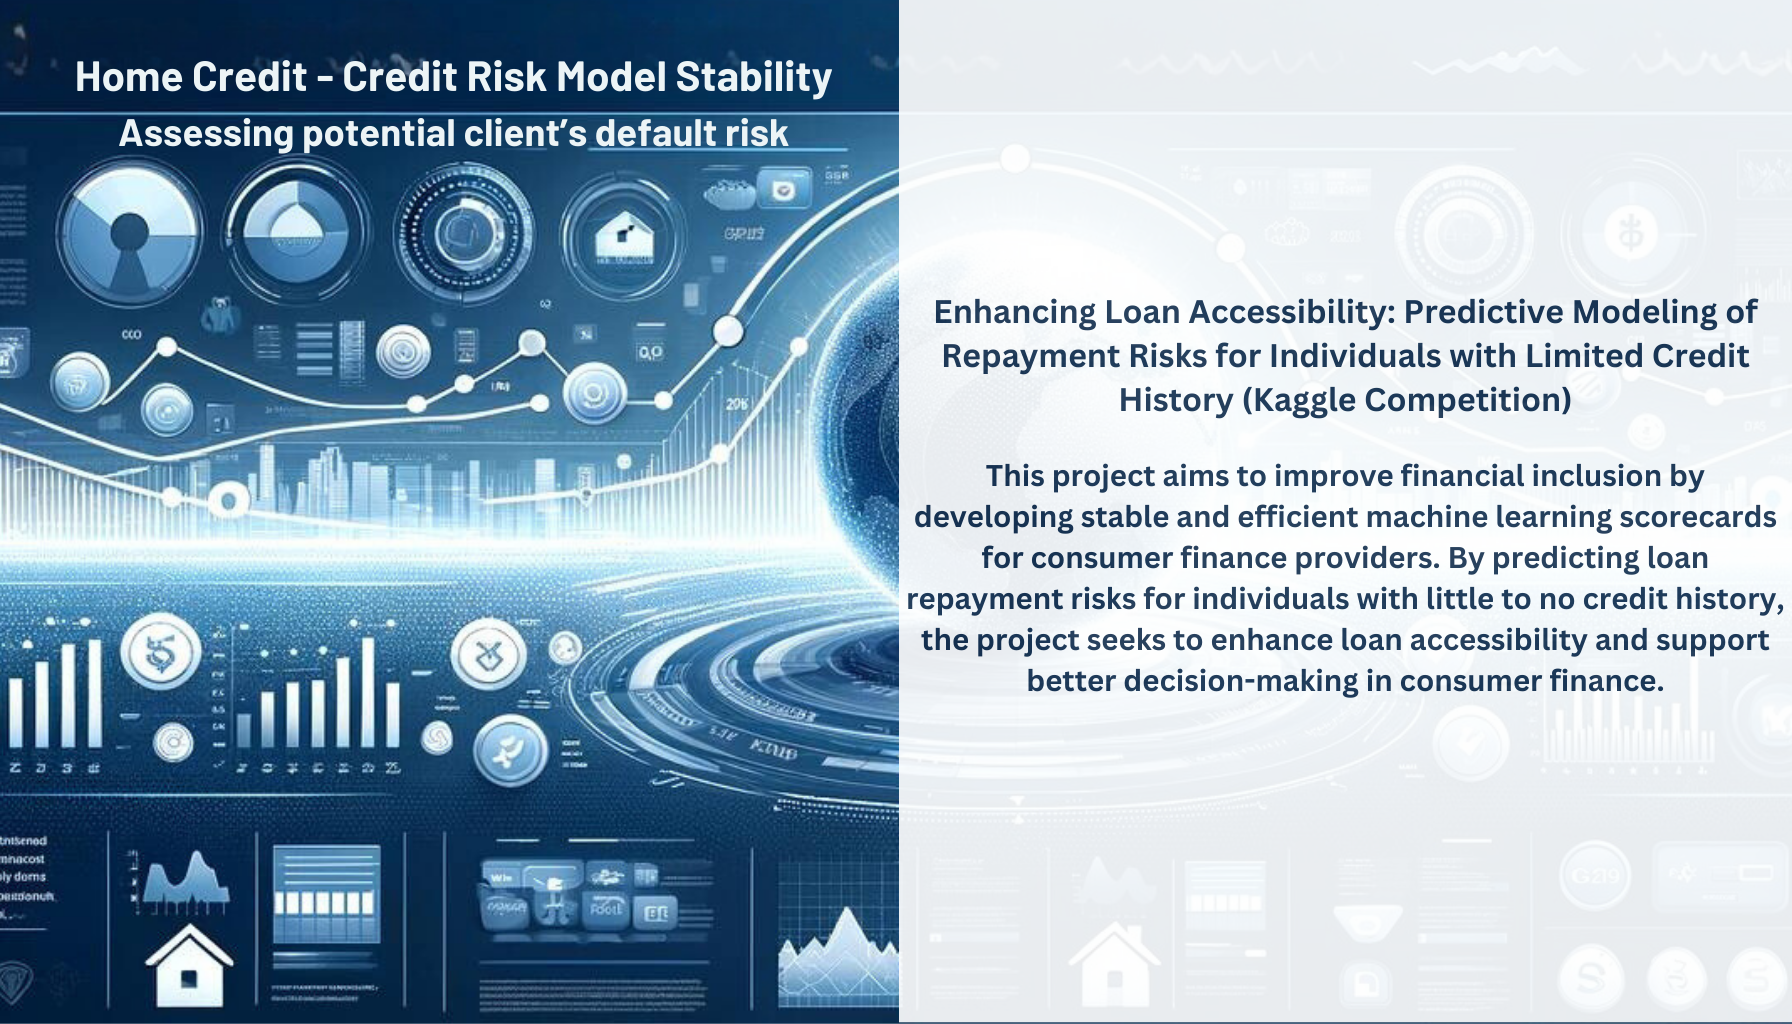 Home Credit - Credit Risk Model Stability
Assessing potential client’s default risk
Enhancing Loan Accessibility: Predictive Modeling of
Repayment Risks for Individuals with Limited Credit
History (Kaggle Competition)
This project aims to improve financial inclusion by
developing stable and efficient machine learning scorecards
for consumer finance providers. By predicting loan
repayment risks for individuals with little to no credit history,
the project seeks to enhance loan accessibility and support
better decision-making in consumer finance.